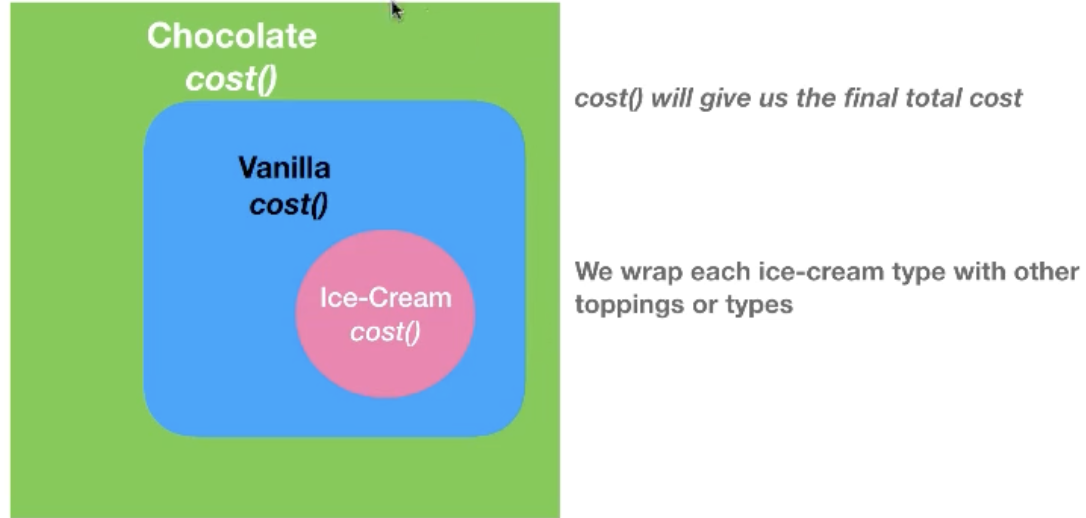 Chocolate
cost()
cost() will give us the final total cost
Vanilla
cost()
We wrap each ice-cream type with other
toppings or types
Ice-Cream
cost()